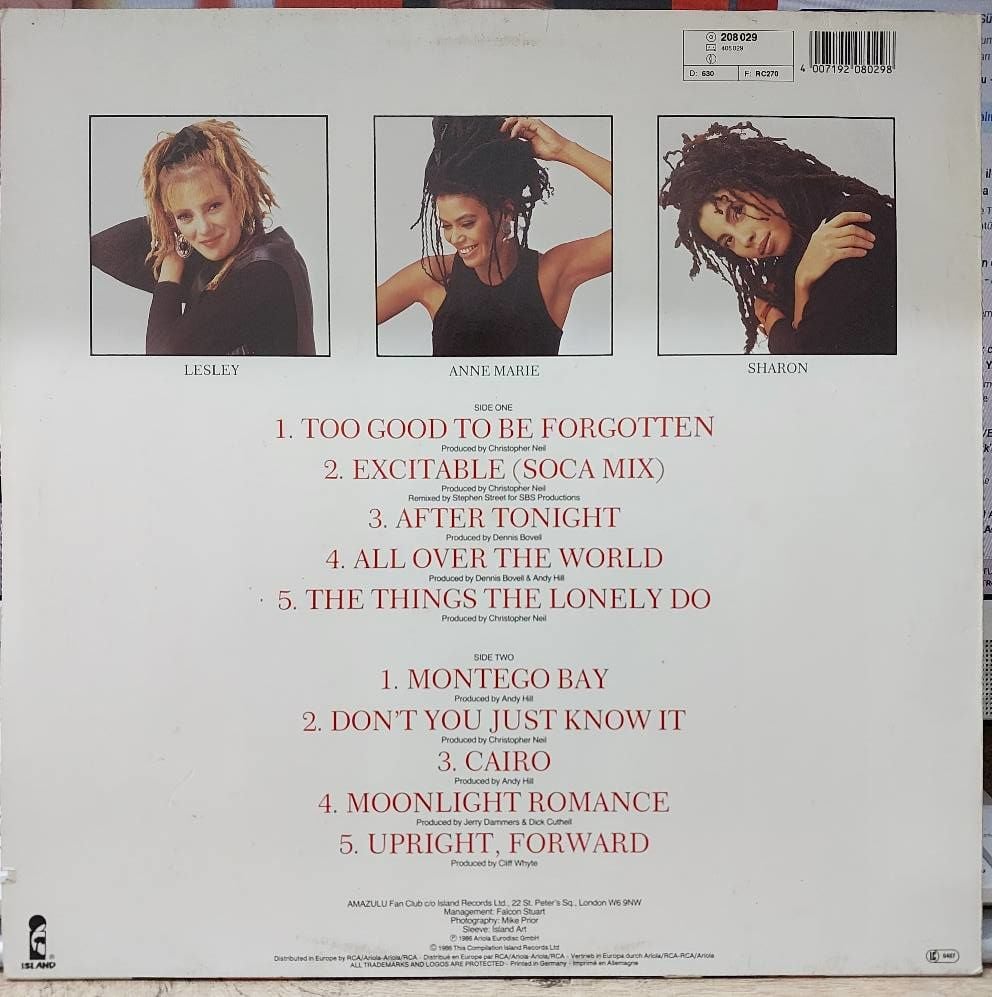 208 029
408 029
D: 630 F: RC270
4 007192 080298
LESLEY
ANNE MARIE
SHARON
SIDE ONE
1. TOO GOOD TO BE FORGOTTEN
Produced by Christopher Neil
2. EXCITABLE (SOCA MIX)
Produced by Christopher Neil
Remixed by Stephen Street for SBS Productions
3. AFTER TONIGHT
Produced by Dennis Bovell
4. ALL OVER THE WORLD
Produced by Dennis Bovell & Andy Hill
5. THE THINGS THE LONELY DO
Produced by Christopher Neil
SIDE TWO
1. MONTEGO BAY
Produced by Andy Hill
2. DON'T YOU JUST KNOW IT
Produced by Christopher Neil
3. CAIRO
Produced by Andy Hill
4. MOONLIGHT ROMANCE
Produced by Jerry Dammers & Dick Cuthell
5. UPRIGHT, FORWARD
Produced by Cliff Whyte
AMAZULU Fan Club c/o Island Records Ltd., 22 St. Peter's Sq., London W6 9NW
Management: Falcon Stuart
Photography: Mike Prior
Sleeve: Island Art
℗ 1986 Ariola Eurodisc GmbH
© 1986 This Compilation Island Records Ltd
Distributed in Europe by RCA/Ariola-Ariola/RCA - Distribué en Europe par RCA/Ariola-Ariola/RCA - Vertrieb in Europa durch Ariola/RCA-RCA/Ariola
ALL TRADEMARKS AND LOGOS ARE PROTECTED - Printed in Germany - Imprimé en Allemagne
ISLAND
LC 6407